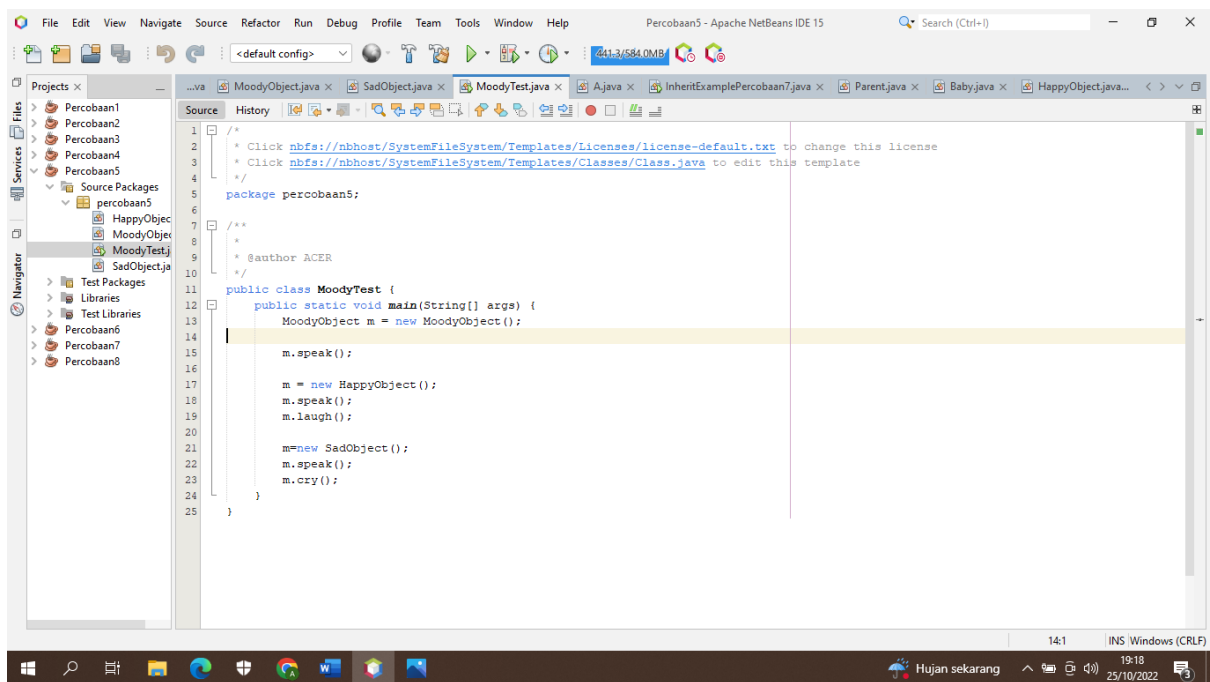 File Edit View Navigate Source Refactor Run Debug Profile Team Tools Window Help Percobaan5 - Apache NetBeans IDE 15 Search (Ctrl+I)
<default config> 441.3/584.0MB
Projects ...va MoodyObject.java SadObject.java MoodyTest.java A.java InheritExamplePercobaan7.java Parent.java Baby.java HappyObject.java...
Files
Services
Navigator
Percobaan1
Percobaan2
Percobaan3
Percobaan4
Percobaan5
Source Packages
percobaan5
HappyObjec
MoodyObjec
MoodyTest.j
SadObject.ja
Test Packages
Libraries
Test Libraries
Percobaan6
Percobaan7
Percobaan8
Source History
1 /*
2 * Click nbfs://nbhost/SystemFileSystem/Templates/Licenses/license-default.txt to change this license
3 * Click nbfs://nbhost/SystemFileSystem/Templates/Classes/Class.java to edit this template
4 */
5 package percobaan5;
6
7 /**
8 *
9 * @author ACER
10 */
11 public class MoodyTest {
12 public static void main(String[] args) {
13 MoodyObject m = new MoodyObject();
14
15 m.speak();
16
17 m = new HappyObject();
18 m.speak();
19 m.laugh();
20
21 m=new SadObject();
22 m.speak();
23 m.cry();
24 }
25 }
14:1 INS Windows (CRLF)
Hujan sekarang 19:18
25/10/2022 3